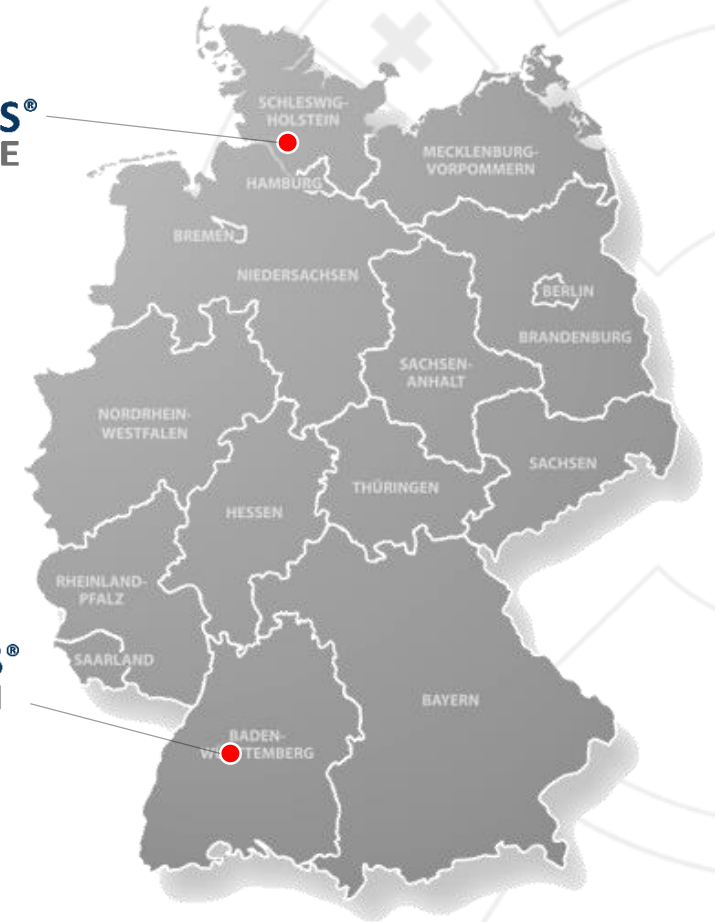 SCHLESWIG-
HOLSTEIN
S®
E
MECKLENBURG-
VORPOMMERN
HAMBURG
BREMEN
NIEDERSACHSEN
BERLIN
BRANDENBURG
SACHSEN-
ANHALT
NORDRHEIN-
WESTFALEN
SACHSEN
THÜRINGEN
HESSEN
RHEINLAND-
PFALZ
SAARLAND
BAYERN
BADEN-